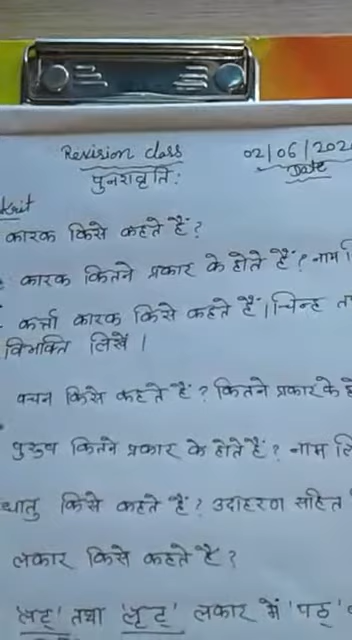 Revision class 02/06/202
पुनरावृति: Date
कारक किसे कहते हैं?
कारक कितने प्रकार के होते हैं? नाम
कर्त्ता कारक किसे कहते हैं, चिन्ह
विभक्ति लिखें।
वचन किसे कहते हैं? कितने प्रकार के
पुरुष कितने प्रकार के होते हैं? नाम
धातु किसे कहते हैं? उदाहरण सहित
लकार किसे कहते है?
'लट्' तथा 'लृट्' लकार में 'पठ्'